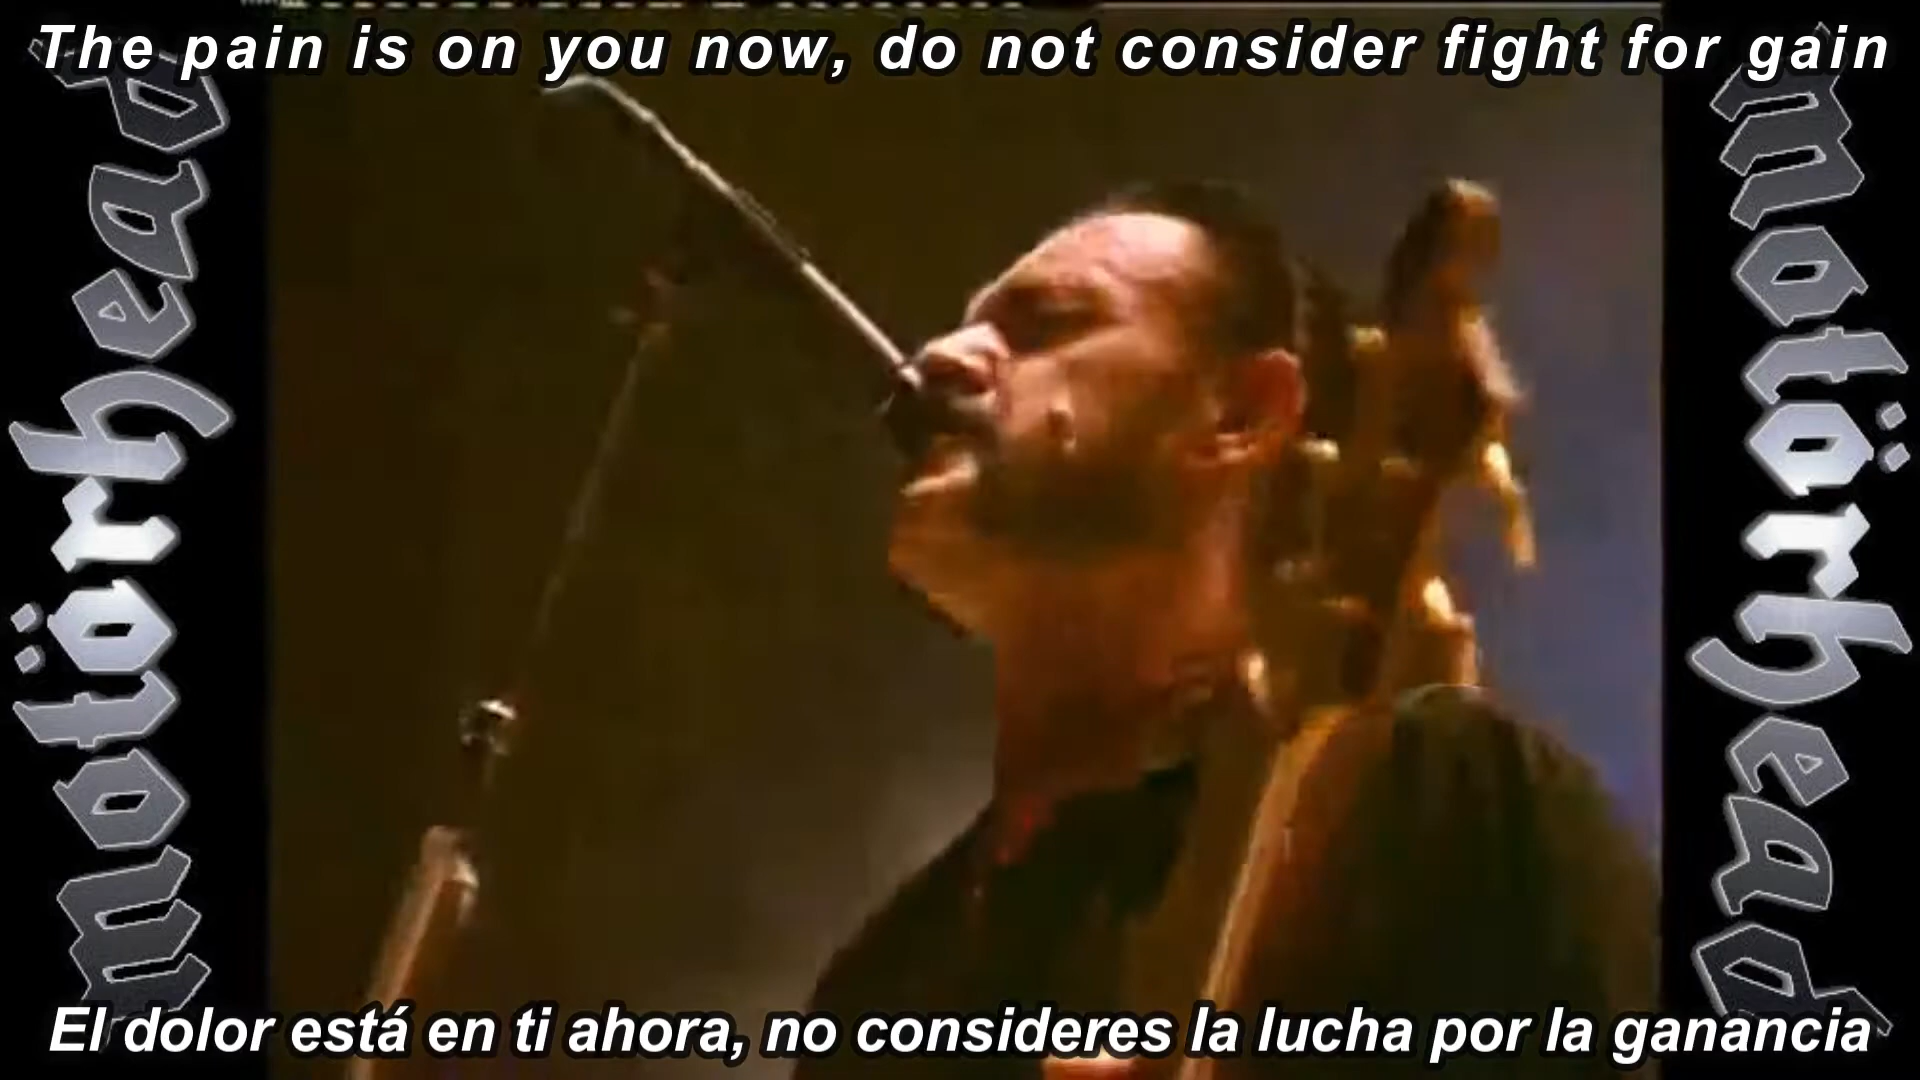 The pain is on you now, do not consider fight for gain
motörhead
motörhead
El dolor está en ti ahora, no consideres la lucha por la ganancia